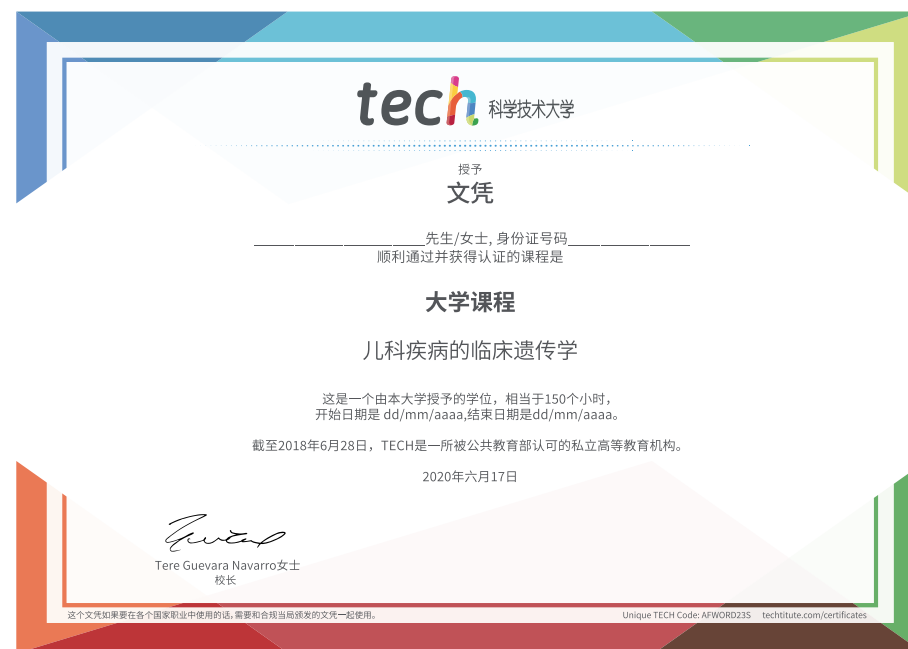 tech 科学技术大学
授予
文凭
先生/女士, 身份证号码
顺利通过并获得认证的课程是
大学课程
儿科疾病的临床遗传学
这是一个由本大学授予的学位，相当于150个小时，
开始日期是 dd/mm/aaaa,结束日期是dd/mm/aaaa。
截至2018年6月28日，TECH是一所被公共教育部认可的私立高等教育机构。
2020年六月17日
Tere Guevara Navarro女士
校长
这个文凭如果要在各个国家职业中使用的话,需要和合规当局颁发的文凭一起使用。
Unique TECH Code: AFWORD23S techtitute.com/certificates